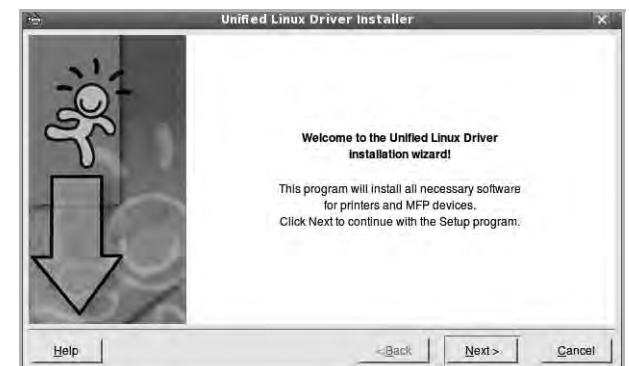 Unified Linux Driver Installer
Welcome to the Unified Linux Driver
installation wizard!
This program will install all necessary software
for printers and MFP devices.
Click Next to continue with the Setup program.
Help
< Back
Next >
Cancel